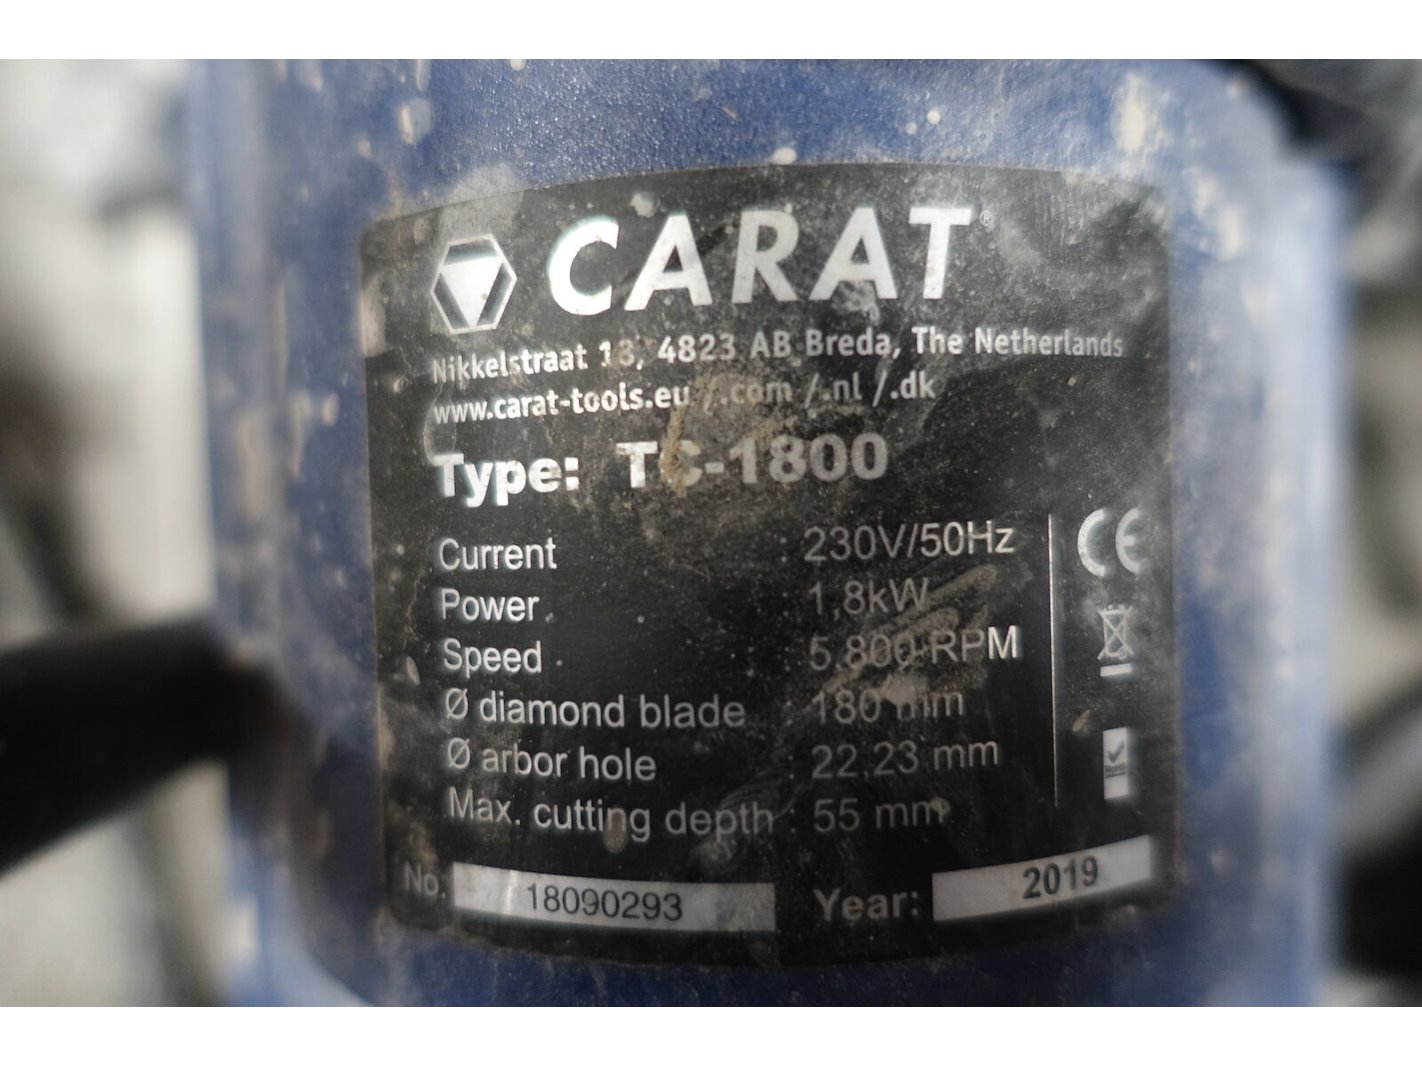 CARAT®
Nikkelstraat 18, 4823 AB Breda, The Netherlands
www.carat-tools.eu /.com /.nl /.dk
Type: TC-1800
Current : 230V/50Hz
Power : 1,8kW
Speed : 5.800 RPM
Ø diamond blade : 180 mm
Ø arbor hole : 22,23 mm
Max. cutting depth : 55 mm
CE
RoHS
No. 18090293 Year: 2019